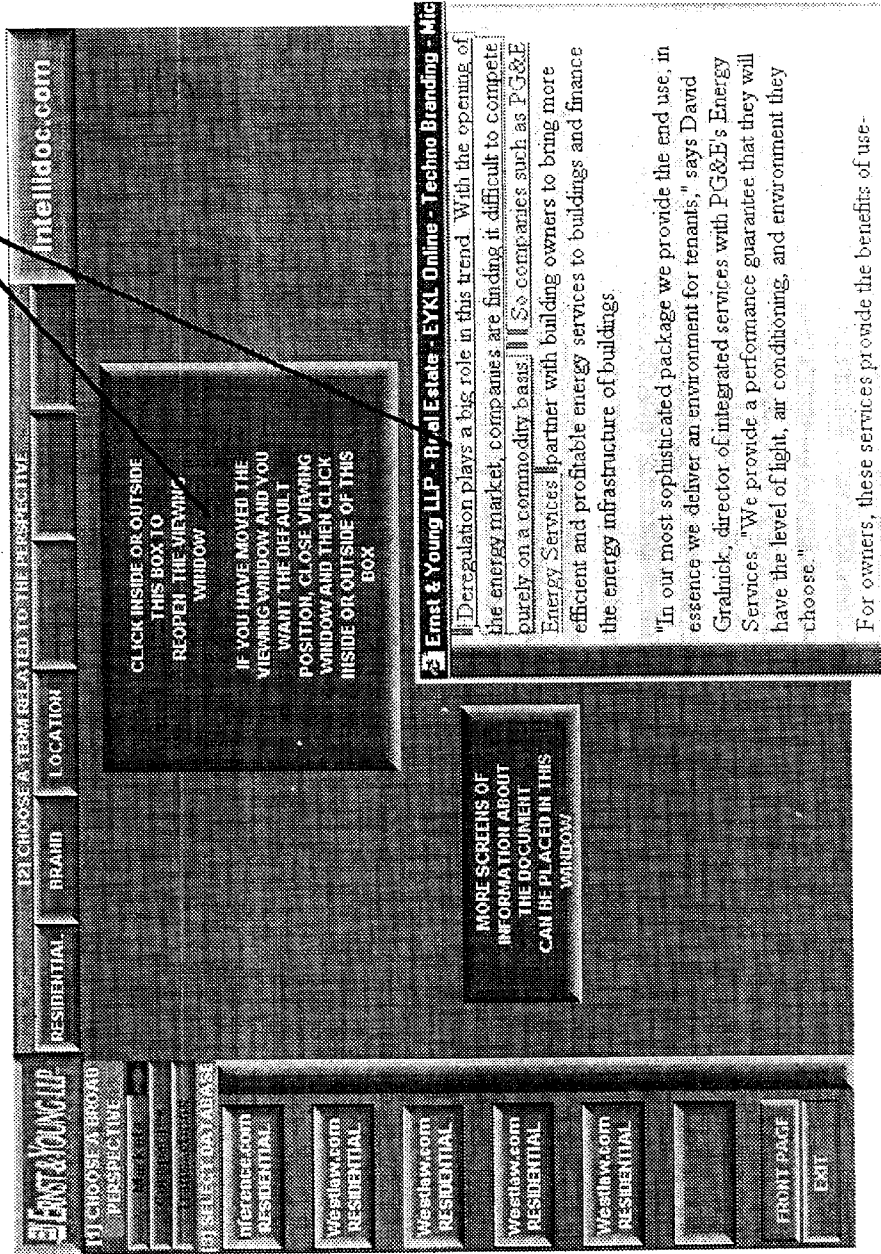 ERNST & YOUNG LLP
[2] CHOOSE A TERM RELATED TO THE PERSPECTIVE
Intellidoc.com
RESIDENTIAL
BRAND
LOCATION
[1] CHOOSE A BROAD
PERSPECTIVE
[3] SELECT DATABASE
nference.com
RESIDENTIAL
Westlaw.com
RESIDENTIAL
Westlaw.com
RESIDENTIAL
Westlaw.com
RESIDENTIAL
Westlaw.com
RESIDENTIAL
FRONT PAGE
EXIT
CLICK INSIDE OR OUTSIDE
THIS BOX TO
REOPEN THE VIEWING
WINDOW
IF YOU HAVE MOVED THE
VIEWING WINDOW AND YOU
WANT THE DEFAULT
POSITION, CLOSE VIEWING
WINDOW AND THEN CLICK
INSIDE OR OUTSIDE OF THIS
BOX
MORE SCREENS OF
INFORMATION ABOUT
THE DOCUMENT
CAN BE PLACED IN THIS
WINDOW
Ernst & Young LLP - Real Estate - EYKL Online - Techno Branding - Mic
Deregulation plays a big role in this trend. With the opening of
the energy market, companies are finding it difficult to compete
purely on a commodity basis. So companies such as PG&E
Energy Services partner with building owners to bring more
efficient and profitable energy services to buildings and finance
the energy infrastructure of buildings.
"In our most sophisticated package we provide the end use; in
essence we deliver an environment for tenants," says David
Gralnick, director of integrated services with PG&E's Energy
Services. "We provide a performance guarantee that they will
have the level of light, air conditioning, and environment they
choose."
For owners, these services provide the benefits of use-